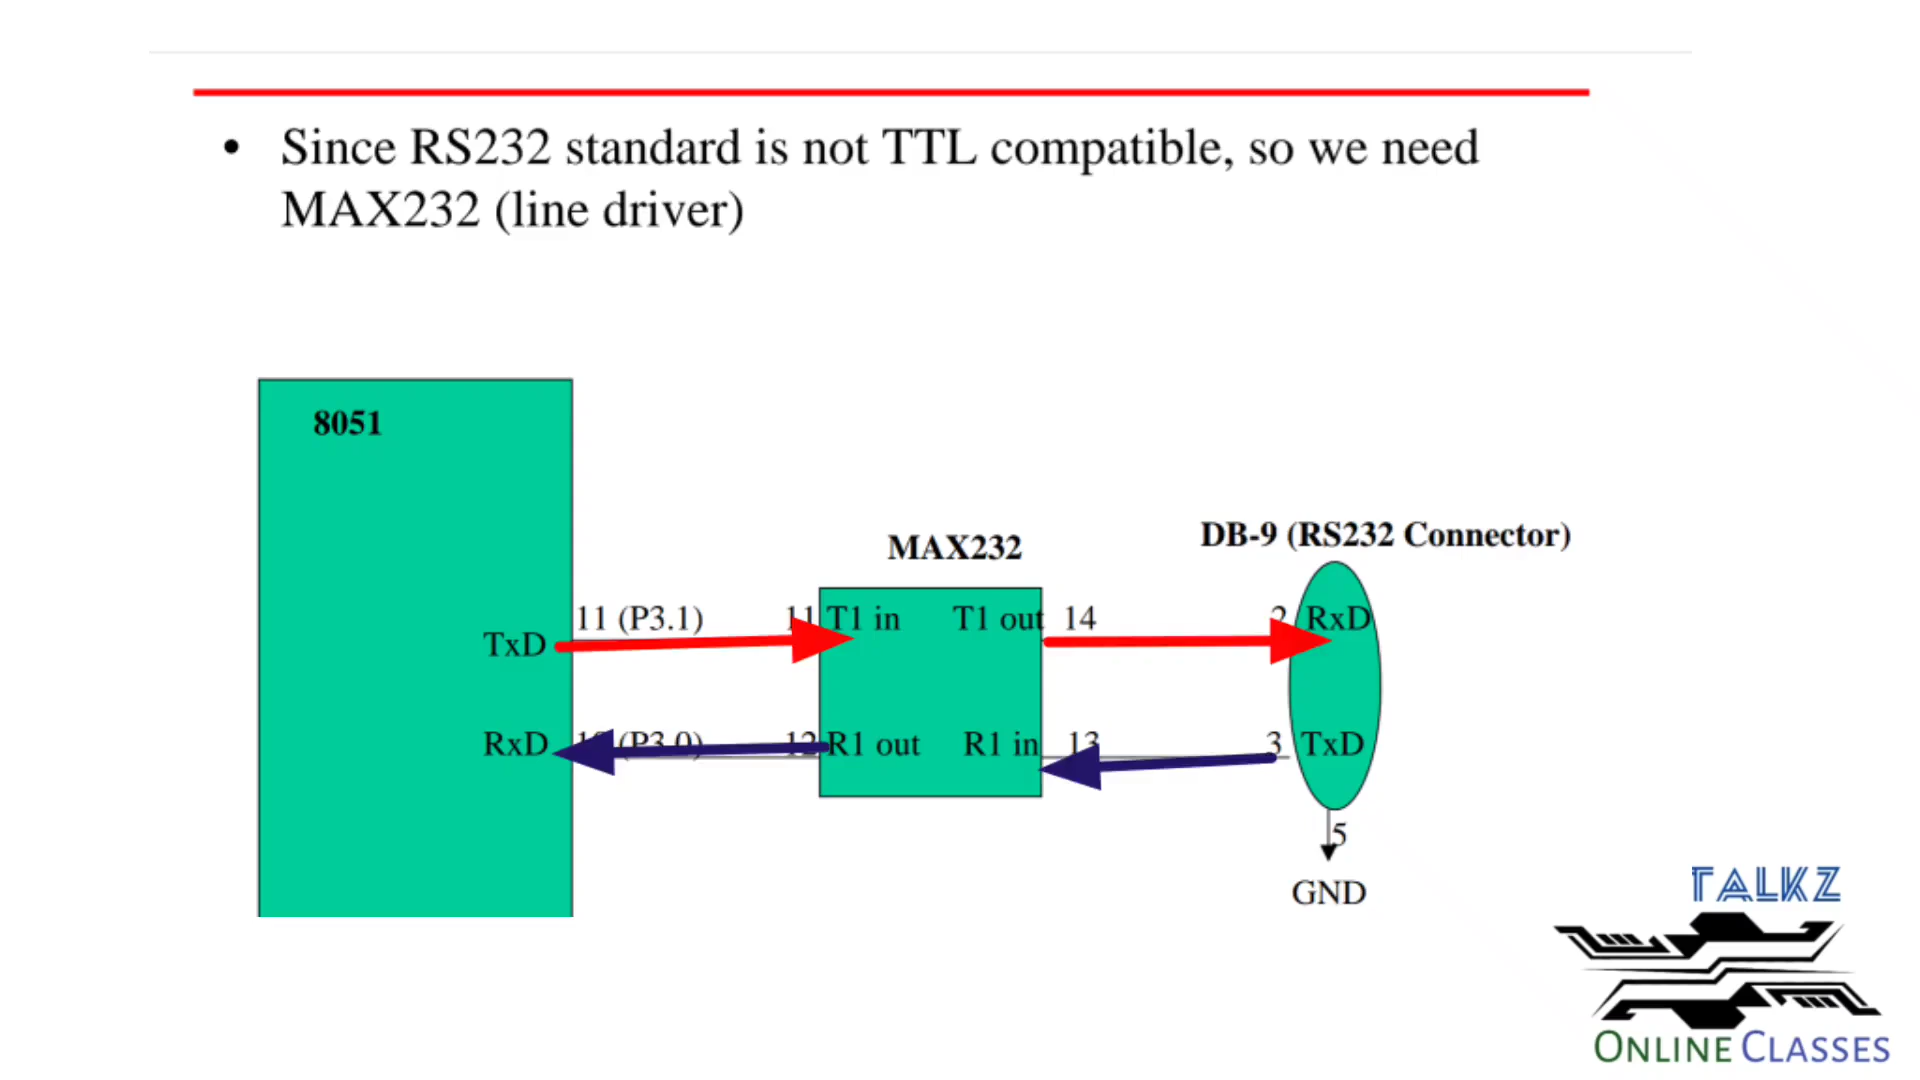 • Since RS232 standard is not TTL compatible, so we need
MAX232 (line driver)
8051
MAX232
DB-9 (RS232 Connector)
11 (P3.1)
11 T1 in
T1 out 14
2 RxD
TxD
RxD
(P3.0)
12 R1 out
R1 in 13
3 TxD
5
GND
TALKZ
ONLINE CLASSES